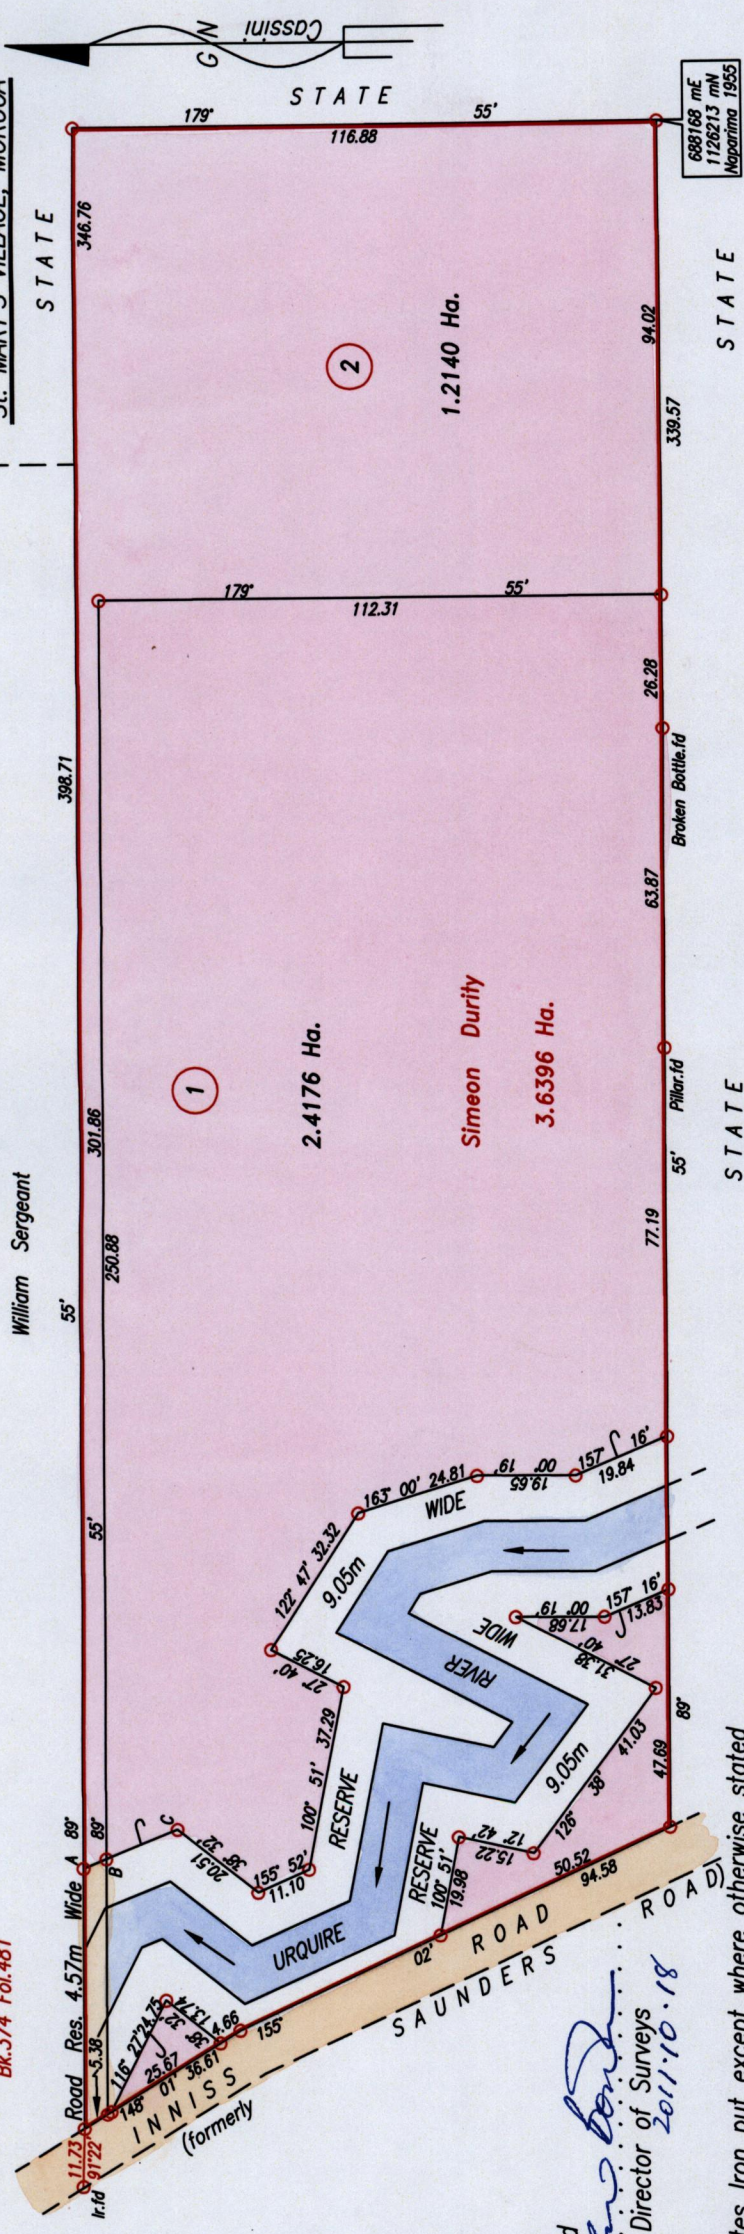 Cassini
G N
STATE
STATE
346.76
179° 55'
116.88
688168 mE
1126213 mN
Naparima 1955
2
1.2140 Ha.
94.02
339.57
STATE
398.71
179° 55'
112.31
26.28
Broken Bottle.fd
63.87
Pillar.fd
55'
77.19
STATE
William Sergeant
55'
301.86
250.88
55'
1
2.4176 Ha.
Simeon Durity
3.6396 Ha.
Bk.574 Fol.481
11.73
91°22'
Ir.fd
Road Res. 4.57m Wide
A 89°
B 89°
C
5.38
116° 27' 24.75
38° 32' 13.74
25.67
148° 01' 36.61
4.66
155° 02'
38° 32'
20.51
155° 52'
11.10
100° 51' 37.29
RESERVE
27° 40'
16.25
122° 47' 32.32
9.05m
WIDE
163° 00' 24.81
00° 19'
19.65
157° 16'
19.84
URQUIRE
RIVER
RESERVE
100° 51'
19.98
12° 42'
15.22
9.05m
WIDE
126° 38' 41.03
27° 40'
31.38
00° 19'
17.68
157° 16'
13.83
89°
47.69
50.52
94.58
INNISS ROAD
(formerly SAUNDERS ROAD)
Director of Surveys
2011·10·18
Iron put except where otherwise stated